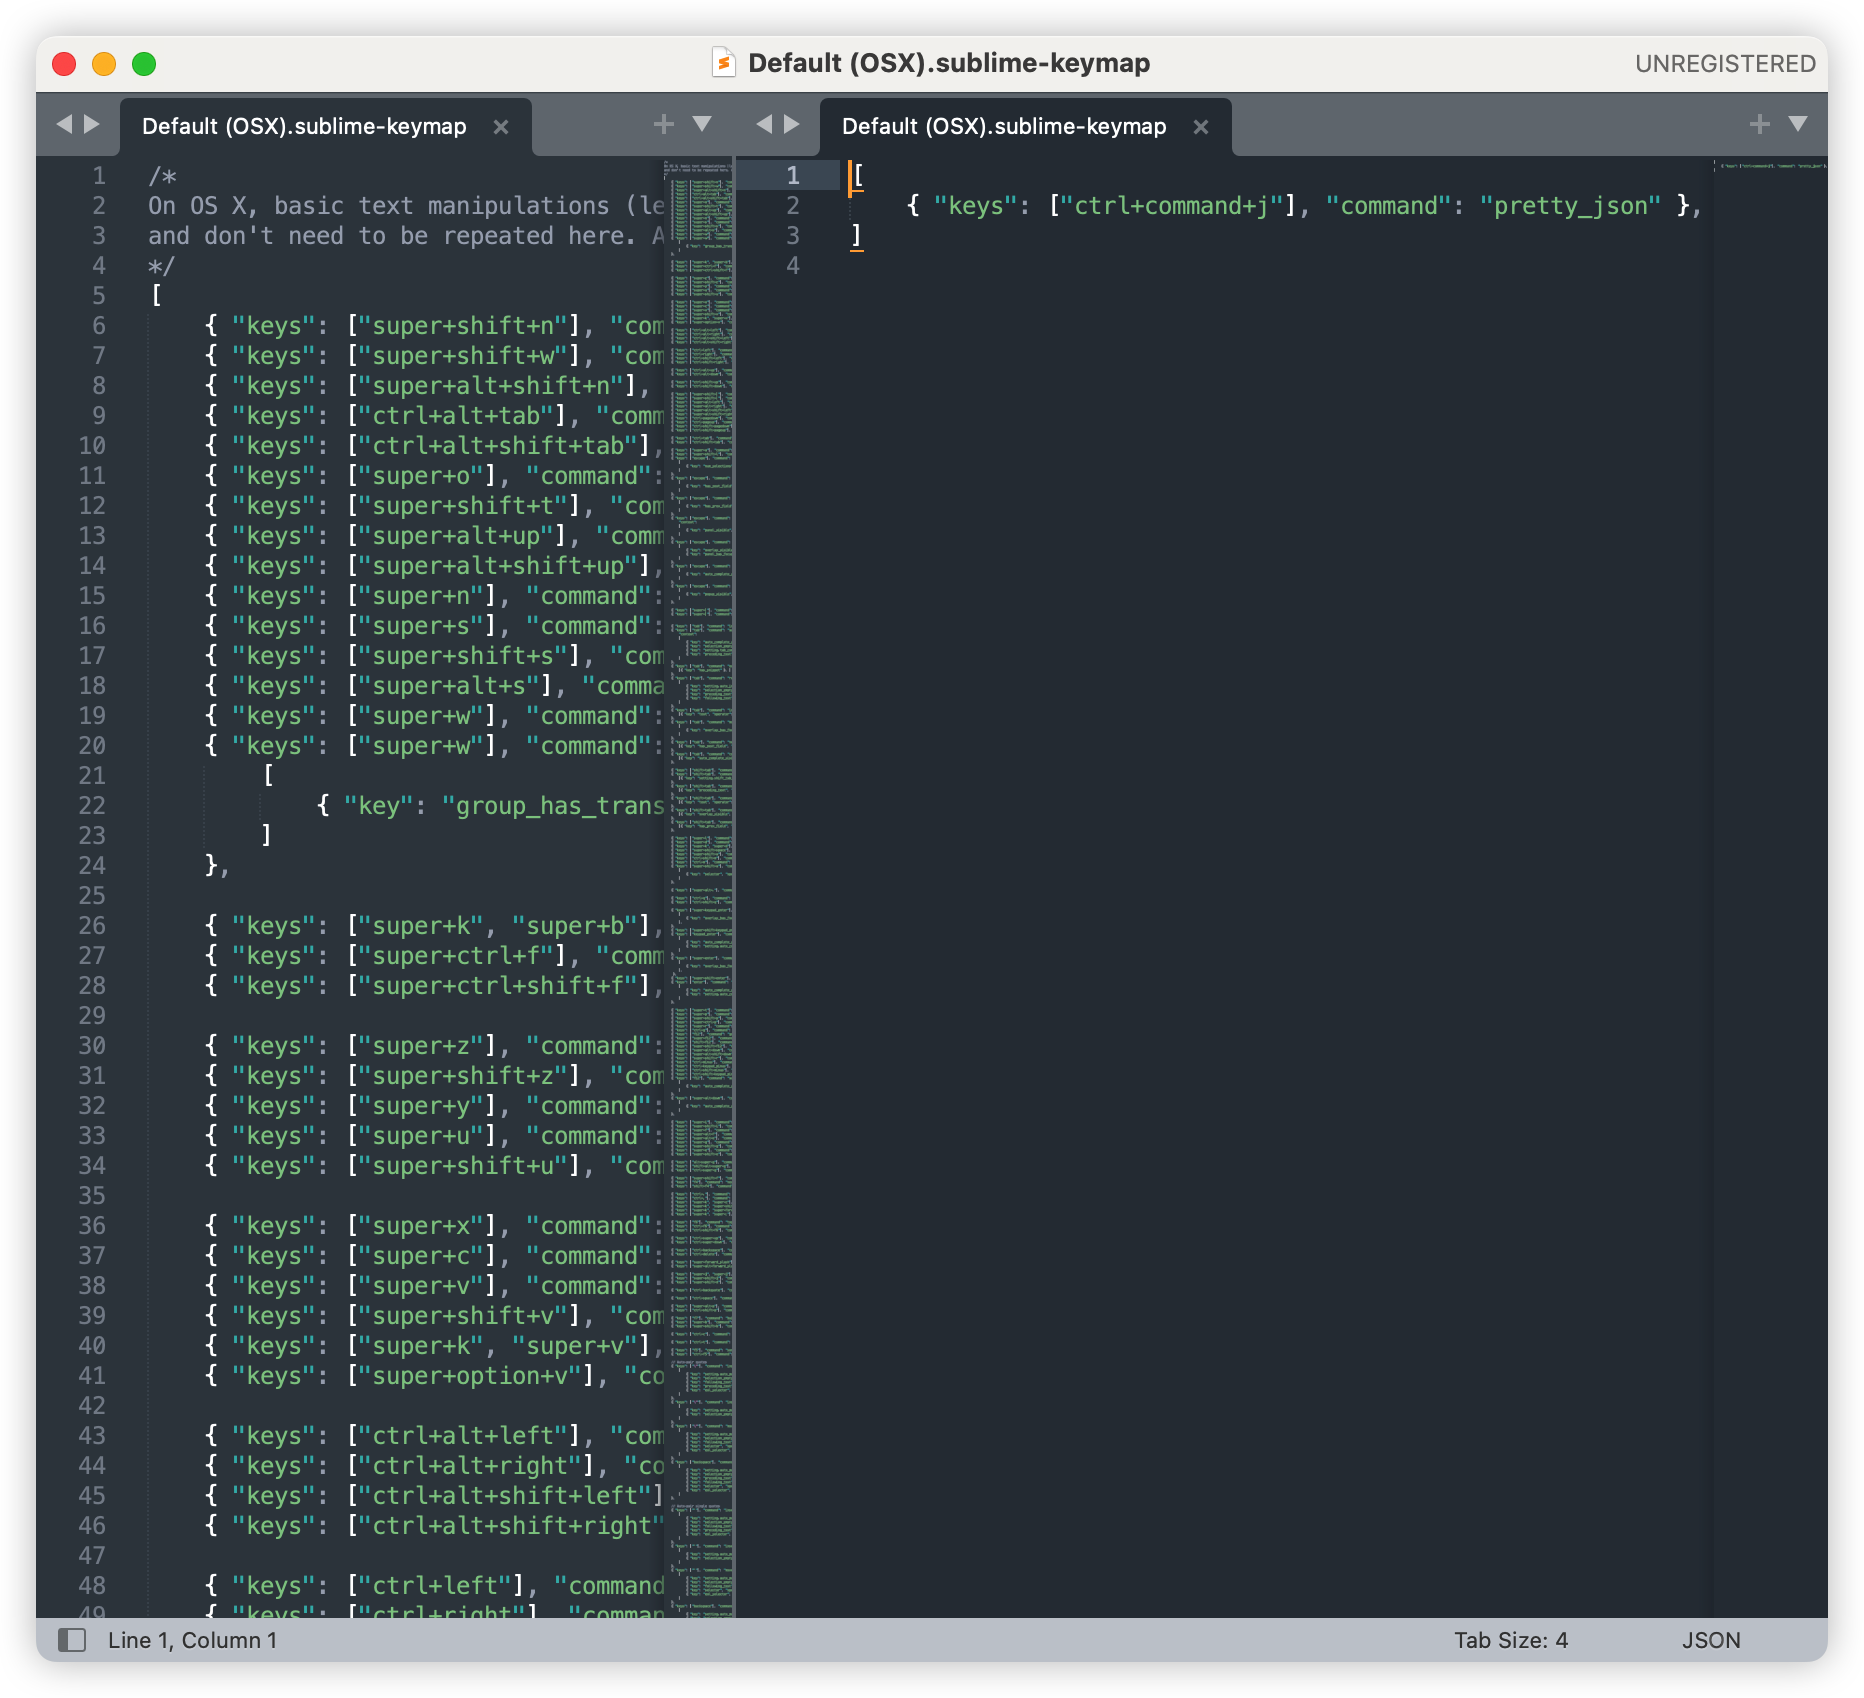 Default (OSX).sublime-keymap
UNREGISTERED
Default (OSX).sublime-keymap
Default (OSX).sublime-keymap
1 /*
2 On OS X, basic text manipulations (le
3 and don't need to be repeated here. A
4 */
5 [
6 { "keys": ["super+shift+n"], "com
7 { "keys": ["super+shift+w"], "com
8 { "keys": ["super+alt+shift+n"],
9 { "keys": ["ctrl+alt+tab"], "comm
10 { "keys": ["ctrl+alt+shift+tab"],
11 { "keys": ["super+o"], "command":
12 { "keys": ["super+shift+t"], "com
13 { "keys": ["super+alt+up"], "comm
14 { "keys": ["super+alt+shift+up"],
15 { "keys": ["super+n"], "command":
16 { "keys": ["super+s"], "command":
17 { "keys": ["super+shift+s"], "com
18 { "keys": ["super+alt+s"], "comma
19 { "keys": ["super+w"], "command":
20 { "keys": ["super+w"], "command":
21 [
22 { "key": "group_has_trans
23 ]
24 },
25
26 { "keys": ["super+k", "super+b"],
27 { "keys": ["super+ctrl+f"], "comm
28 { "keys": ["super+ctrl+shift+f"],
29
30 { "keys": ["super+z"], "command":
31 { "keys": ["super+shift+z"], "com
32 { "keys": ["super+y"], "command":
33 { "keys": ["super+u"], "command":
34 { "keys": ["super+shift+u"], "com
35
36 { "keys": ["super+x"], "command":
37 { "keys": ["super+c"], "command":
38 { "keys": ["super+v"], "command":
39 { "keys": ["super+shift+v"], "com
40 { "keys": ["super+k", "super+v"],
41 { "keys": ["super+option+v"], "co
42
43 { "keys": ["ctrl+alt+left"], "com
44 { "keys": ["ctrl+alt+right"], "co
45 { "keys": ["ctrl+alt+shift+left"]
46 { "keys": ["ctrl+alt+shift+right"
47
48 { "keys": ["ctrl+left"], "command
49 { "keys": ["ctrl+right"], "comman
1 [
2 { "keys": ["ctrl+command+j"], "command": "pretty_json" },
3 ]
4
Line 1, Column 1
Tab Size: 4
JSON